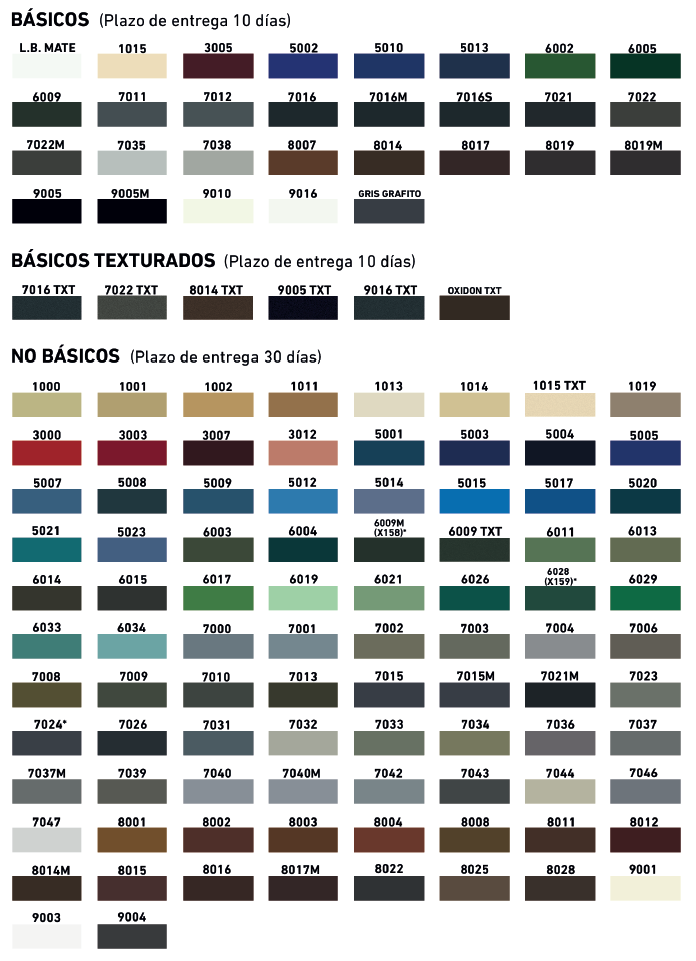 BÁSICOS (Plazo de entrega 10 días)
L.B. MATE 1015 3005 5002 5010 5013 6002 6005
6009 7011 7012 7016 7016M 7016S 7021 7022
7022M 7035 7038 8007 8014 8017 8019 8019M
9005 9005M 9010 9016 GRIS GRAFITO
BÁSICOS TEXTURADOS (Plazo de entrega 10 días)
7016 TXT 7022 TXT 8014 TXT 9005 TXT 9016 TXT OXIDON TXT
NO BÁSICOS (Plazo de entrega 30 días)
1000 1001 1002 1011 1013 1014 1015 TXT 1019
3000 3003 3007 3012 5001 5003 5004 5005
5007 5008 5009 5012 5014 5015 5017 5020
5021 5023 6003 6004 6009M (X158)* 6009 TXT 6011 6013
6014 6015 6017 6019 6021 6026 6028 (X159)* 6029
6033 6034 7000 7001 7002 7003 7004 7006
7008 7009 7010 7013 7015 7015M 7021M 7023
7024* 7026 7031 7032 7033 7034 7036 7037
7037M 7039 7040 7040M 7042 7043 7044 7046
7047 8001 8002 8003 8004 8008 8011 8012
8014M 8015 8016 8017M 8022 8025 8028 9001
9003 9004